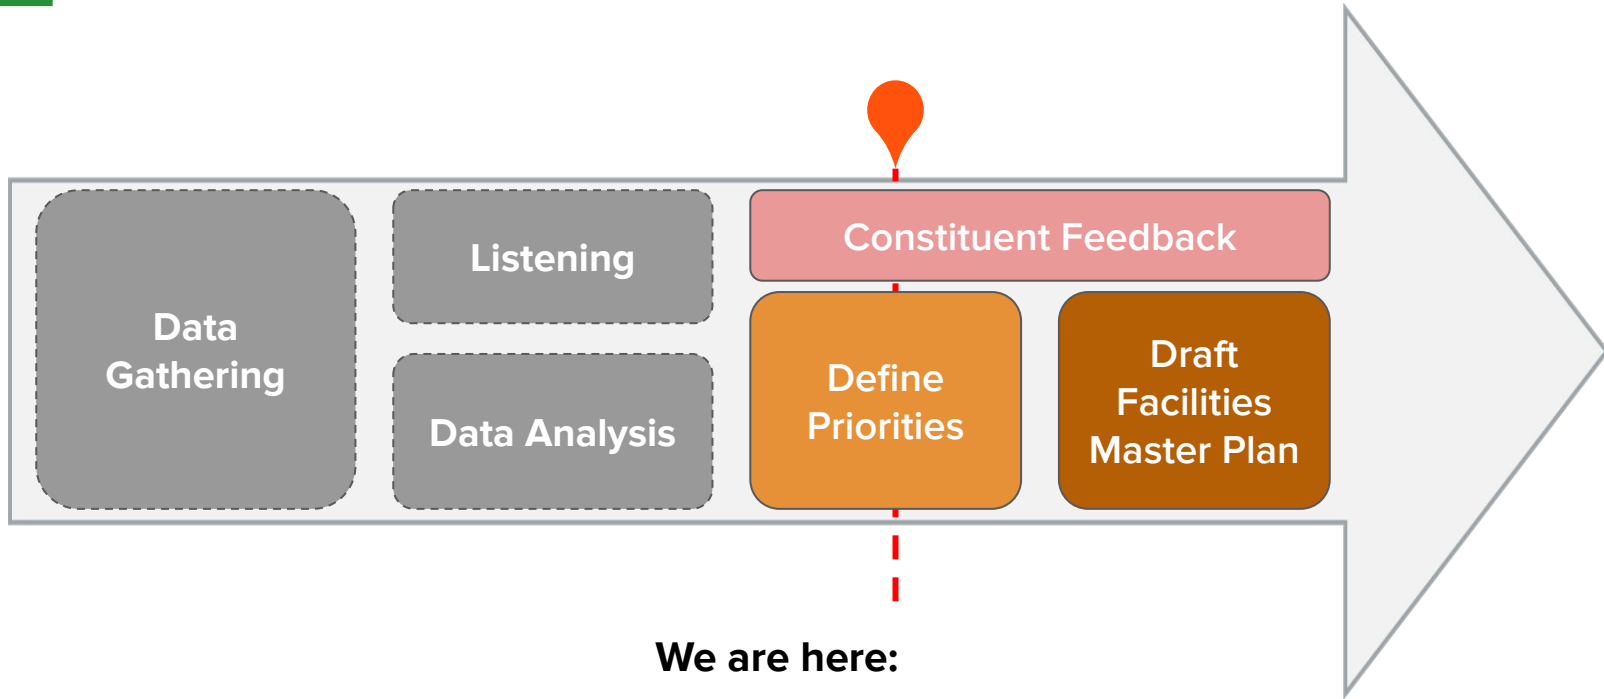 Data
Gathering
Listening
Data Analysis
Constituent Feedback
Define
Priorities
Draft
Facilities
Master Plan
We are here: